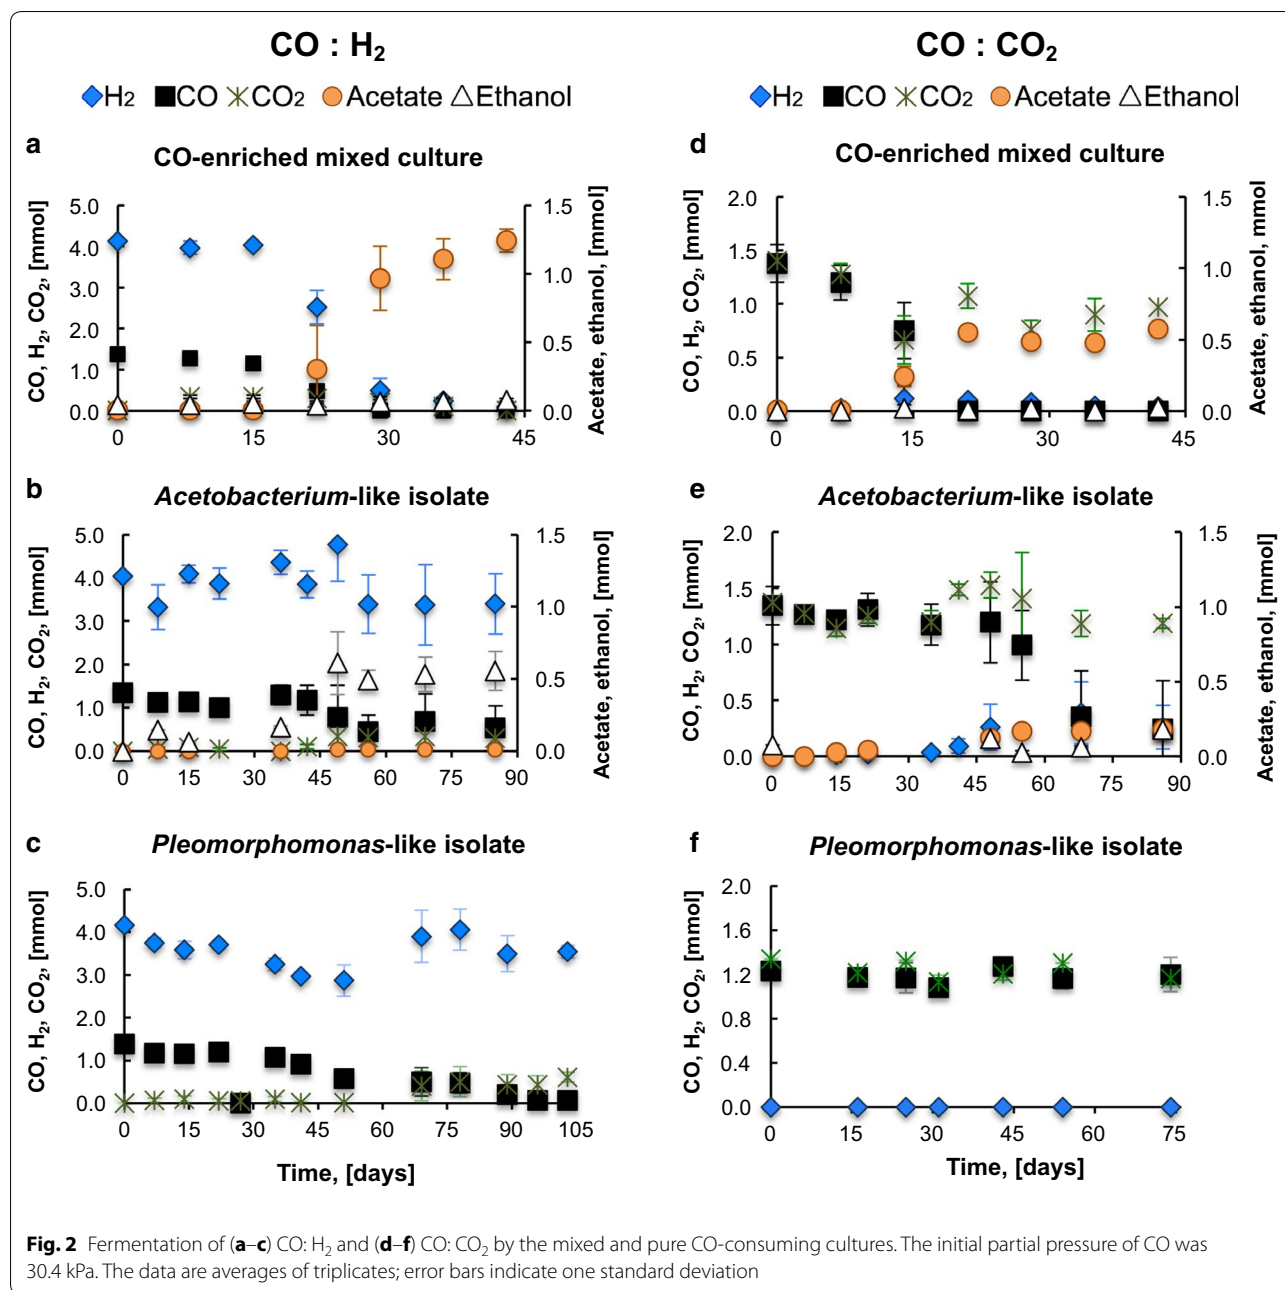 CO : H2
H2 CO CO2 Acetate Ethanol
a
CO-enriched mixed culture
CO, H2, CO2, [mmol]
5.0
4.0
3.0
2.0
1.0
0.0
0 15 30 45
1.5
1.0
0.5
0.0
Acetate, ethanol, [mmol]
b
Acetobacterium-like isolate
CO, H2, CO2, [mmol]
5.0
4.0
3.0
2.0
1.0
0.0
0 15 30 45 60 75 90
1.5
1.0
0.5
0.0
Acetate, ethanol, [mmol]
c
Pleomorphomonas-like isolate
CO, H2, CO2, [mmol]
5.0
4.0
3.0
2.0
1.0
0.0
0 15 30 45 60 75 90 105
Time, [days]
CO : CO2
H2 CO CO2 Acetate Ethanol
d
CO-enriched mixed culture
CO, H2, CO2, [mmol]
2.0
1.5
1.0
0.5
0.0
0 15 30 45
1.5
1.0
0.5
0.0
Acetate, ethanol, mmol
e
Acetobacterium-like isolate
CO, H2, CO2, [mmol]
2.0
1.5
1.0
0.5
0.0
0 15 30 45 60 75 90
1.5
1.0
0.5
0.0
Acetate, ethanol, [mmol]
f
Pleomorphomonas-like isolate
CO, H2, CO2, [mmol]
2.0
1.6
1.2
0.8
0.4
0.0
0 15 30 45 60 75
Time, [days]
Fig. 2 Fermentation of (a–c) CO: H2 and (d–f) CO: CO2 by the mixed and pure CO-consuming cultures. The initial partial pressure of CO was
30.4 kPa. The data are averages of triplicates; error bars indicate one standard deviation